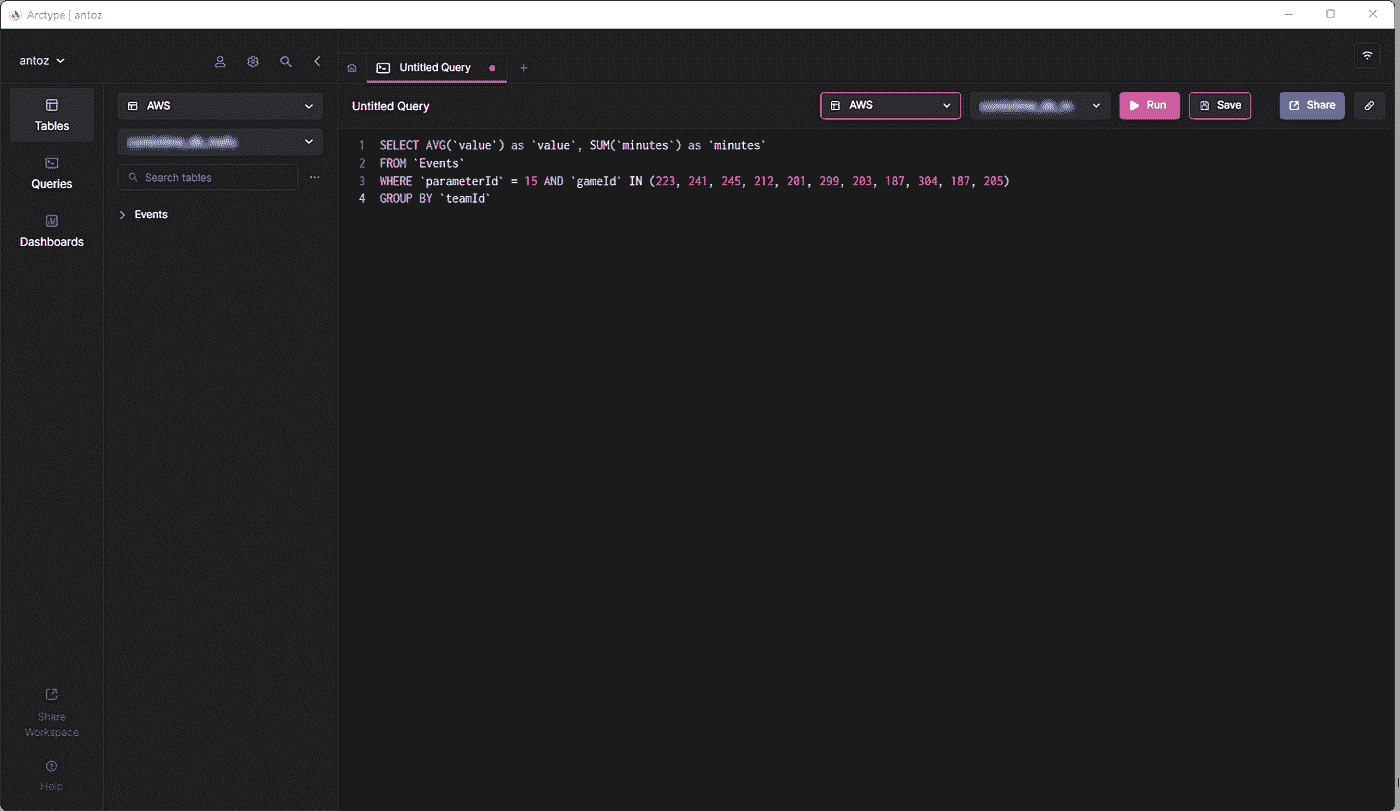 Arctype | antoz
antoz
Untitled Query
Tables
Queries
Dashboards
Share
Workspace
Help
AWS
Search tables
Events
Untitled Query
AWS
Run
Save
Share
1 SELECT AVG(`value`) as `value`, SUM(`minutes`) as `minutes`
2 FROM `Events`
3 WHERE `parameterId` = 15 AND `gameId` IN (223, 241, 245, 212, 201, 299, 203, 187, 304, 187, 205)
4 GROUP BY `teamId`